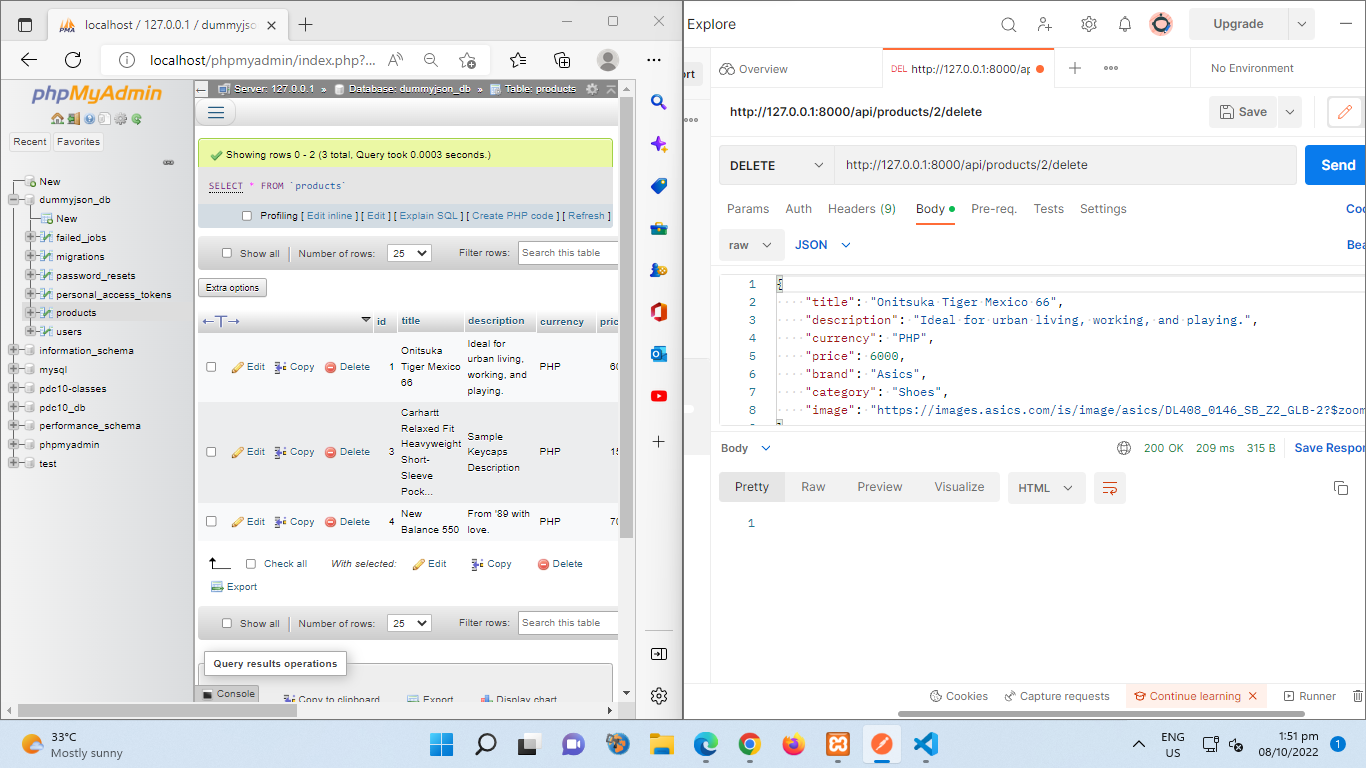 localhost / 127.0.0.1 / dummyjso
localhost/phpmyadmin/index.php?...
phpMyAdmin
Recent
Favorites
New
dummyjson_db
New
failed_jobs
migrations
password_resets
personal_access_tokens
products
users
information_schema
mysql
pdc10-classes
pdc10_db
performance_schema
phpmyadmin
test
Server: 127.0.0.1 » Database: dummyjson_db » Table: products
Showing rows 0 - 2 (3 total, Query took 0.0003 seconds.)
SELECT * FROM `products`
Profiling [ Edit inline ] [ Edit ] [ Explain SQL ] [ Create PHP code ] [ Refresh ]
Show all Number of rows: 25 Filter rows: Search this table
Extra options
←T→ id title description currency pric
Edit Copy Delete 1 Onitsuka Tiger Mexico 66 Ideal for urban living, working, and playing. PHP 60
Edit Copy Delete 3 Carhartt Relaxed Fit Heavyweight Short-Sleeve Pock... Sample Keycaps Description PHP 15
Edit Copy Delete 4 New Balance 550 From '89 with love. PHP 70
Check all With selected: Edit Copy Delete
Export
Show all Number of rows: 25 Filter rows: Search this table
Query results operations
Console
Copy to clipboard Export Display chart
Explore
Upgrade
ort
Overview
DEL http://127.0.0.1:8000/ap
No Environment
http://127.0.0.1:8000/api/products/2/delete
Save
DELETE
http://127.0.0.1:8000/api/products/2/delete
Send
Params Auth Headers (9) Body Pre-req. Tests Settings Coo
raw JSON Bea
1 {
2 "title": "Onitsuka Tiger Mexico 66",
3 "description": "Ideal for urban living, working, and playing.",
4 "currency": "PHP",
5 "price": 6000,
6 "brand": "Asics",
7 "category": "Shoes",
8 "image": "https://images.asics.com/is/image/asics/DL408_0146_SB_Z2_GLB-2?$zoom
Body 200 OK 209 ms 315 B Save Respon
Pretty Raw Preview Visualize HTML
1
Cookies Capture requests Continue learning Runner
33°C
Mostly sunny
ENG
US
1:51 pm
08/10/2022
1